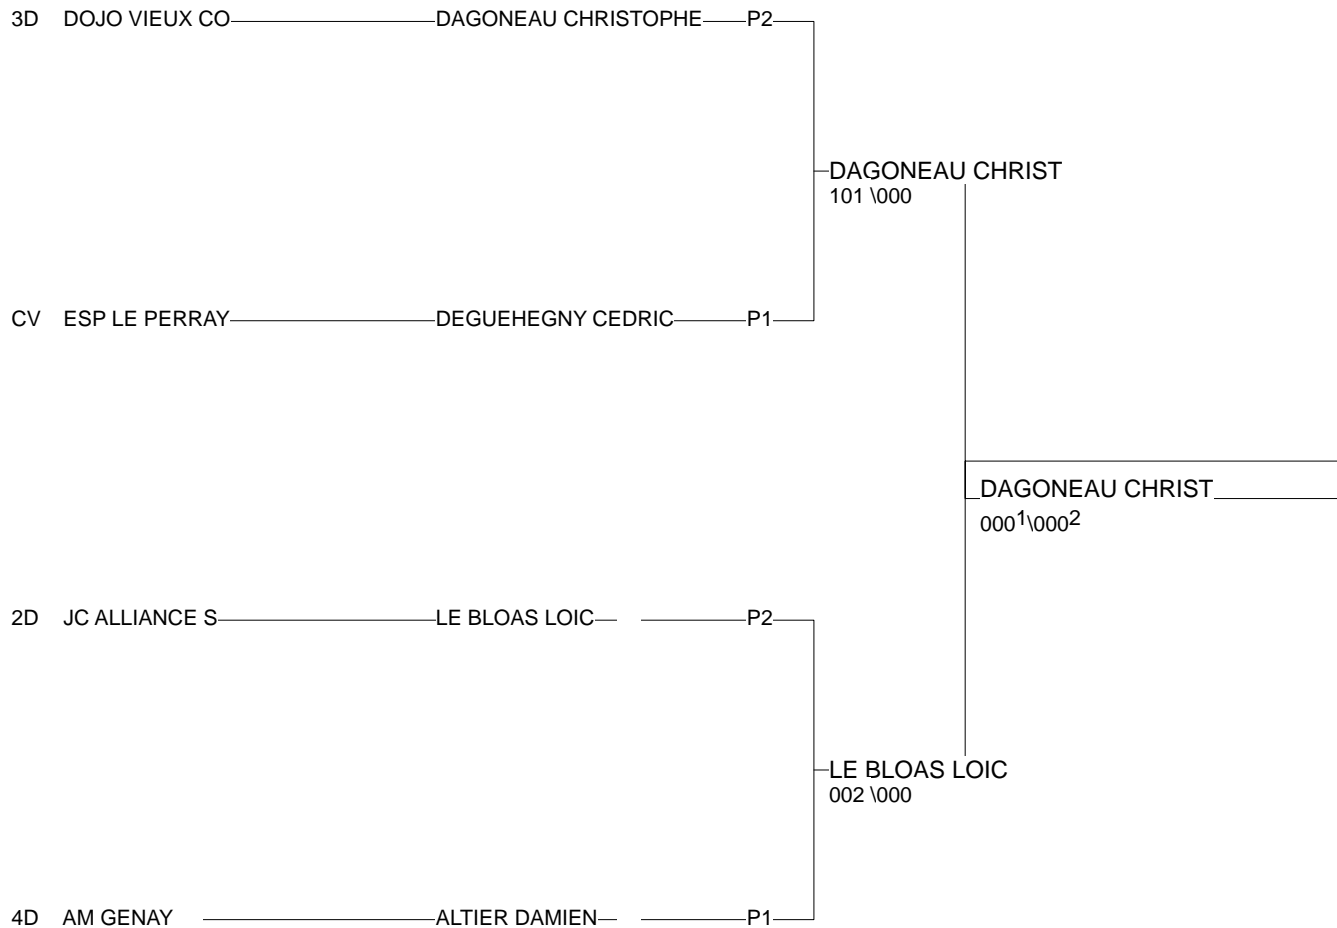 3D DOJO VIEUX CO DAGONEAU CHRISTOPHE P2
DAGONEAU CHRIST
101 \000
CV ESP LE PERRAY DEGUEHEGNY CEDRIC P1
DAGONEAU CHRIST
000¹\000²
2D JC ALLIANCE S LE BLOAS LOIC P2
LE BLOAS LOIC
002 \000
4D AM GENAY ALTIER DAMIEN P1